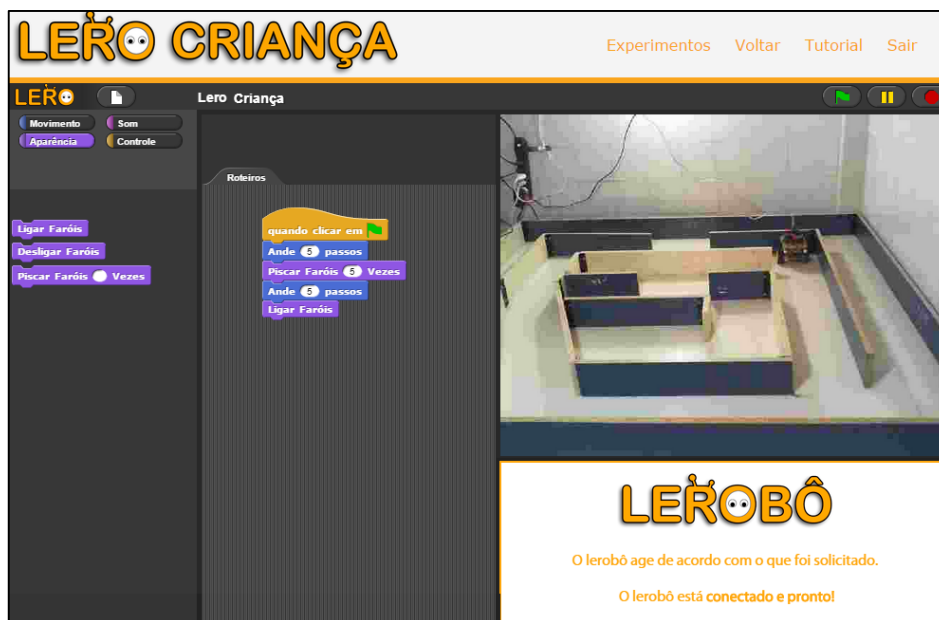 LERO CRIANÇA
Experimentos Voltar Tutorial Sair
LERO
Lero Criança
Movimento Som
Aparência Controle
Roteiros
Ligar Faróis
Desligar Faróis
Piscar Faróis Vezes
quando clicar em
Ande 5 passos
Piscar Faróis 5 Vezes
Ande 5 passos
Ligar Faróis
LEROBÔ
O lerobô age de acordo com o que foi solicitado.
O lerobô está conectado e pronto!